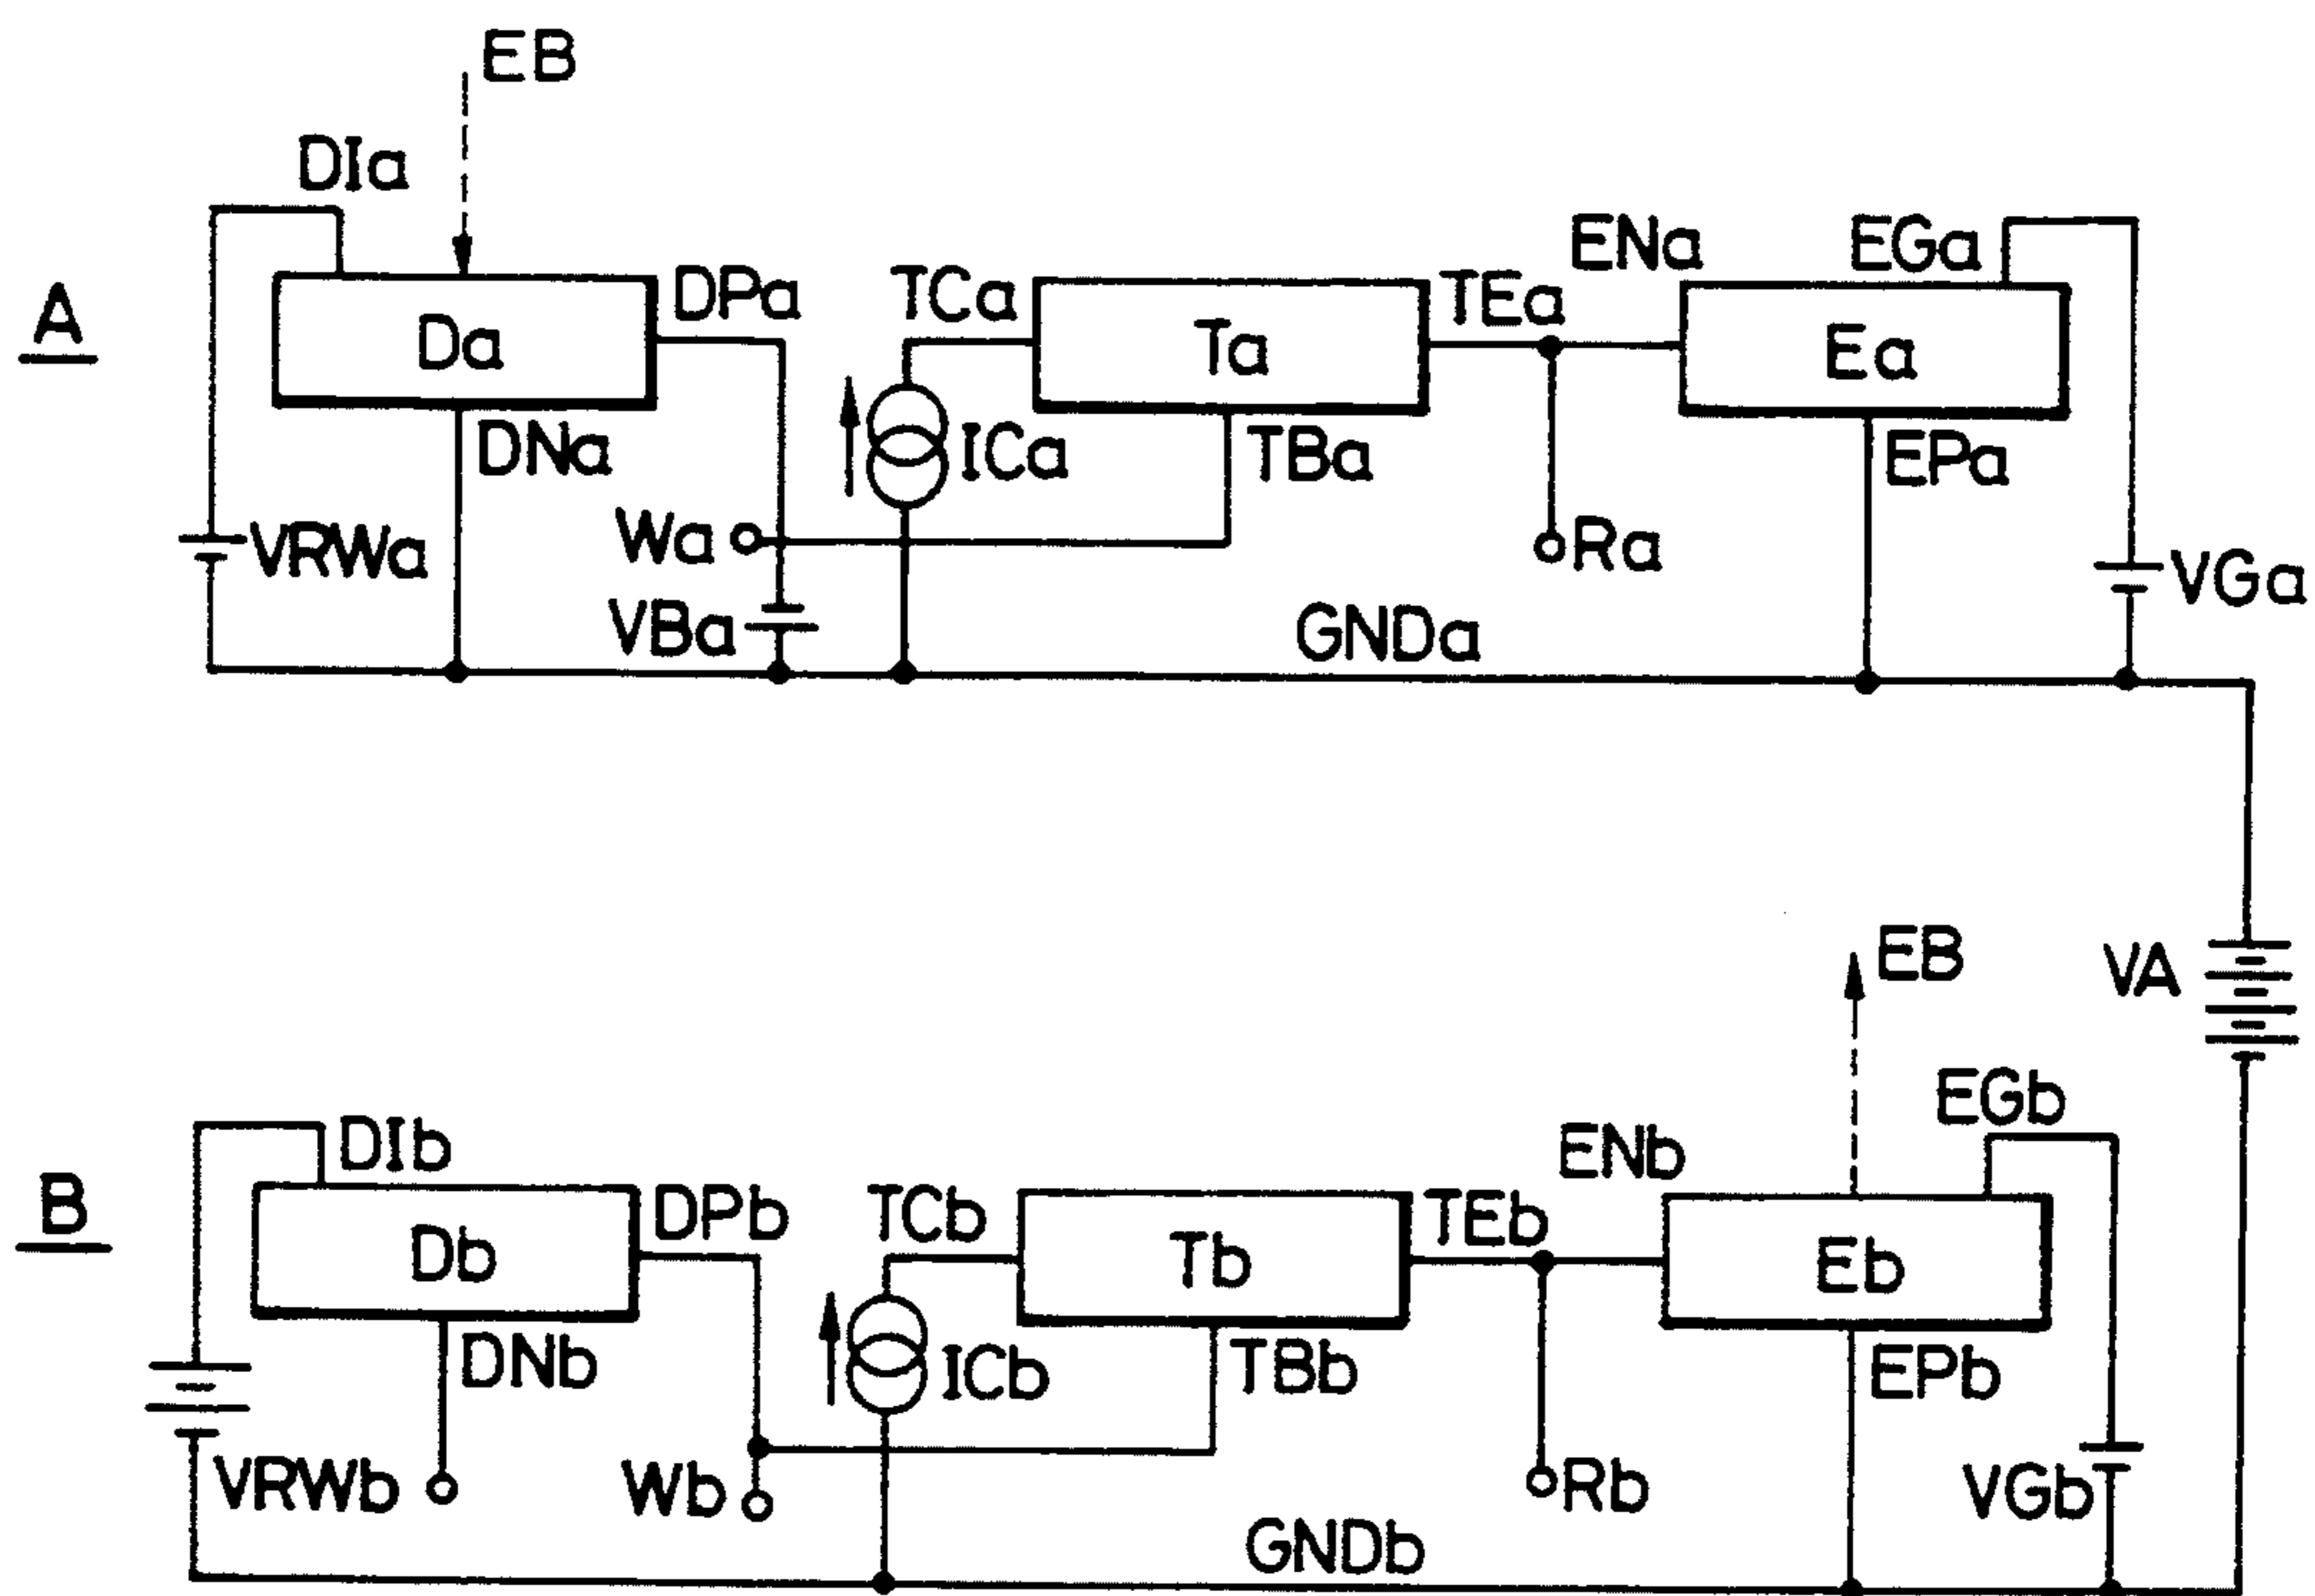 EB
DIa
ENa
EGa
DPa
TCa
TEa
A
Da
Ta
Ea
DNa
ICa
TBa
EPa
Wa
Ra
VRWa
VGa
VBa
GNDa
EB
VA
EGb
DIb
ENb
B
DPb
TCb
TEb
Db
Tb
Eb
DNb
ICb
TBb
EPb
VRWb
Wb
Rb
VGb
GNDb